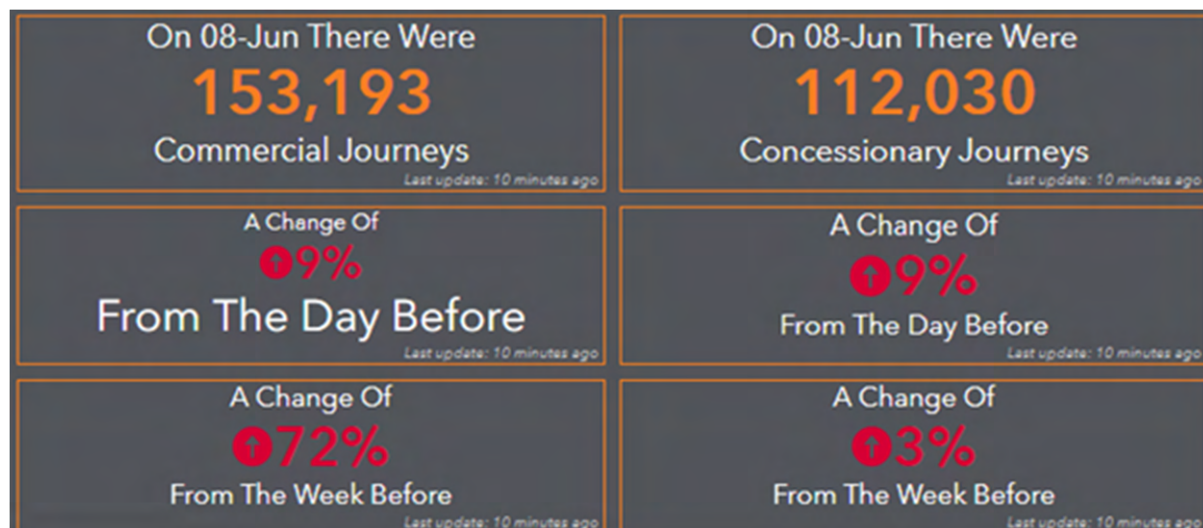 On 08-Jun There Were
153,193
Commercial Journeys
Last update: 10 minutes ago
On 08-Jun There Were
112,030
Concessionary Journeys
Last update: 10 minutes ago
A Change Of
9%
From The Day Before
Last update: 10 minutes ago
A Change Of
9%
From The Day Before
Last update: 10 minutes ago
A Change Of
72%
From The Week Before
Last update: 10 minutes ago
A Change Of
3%
From The Week Before
Last update: 10 minutes ago